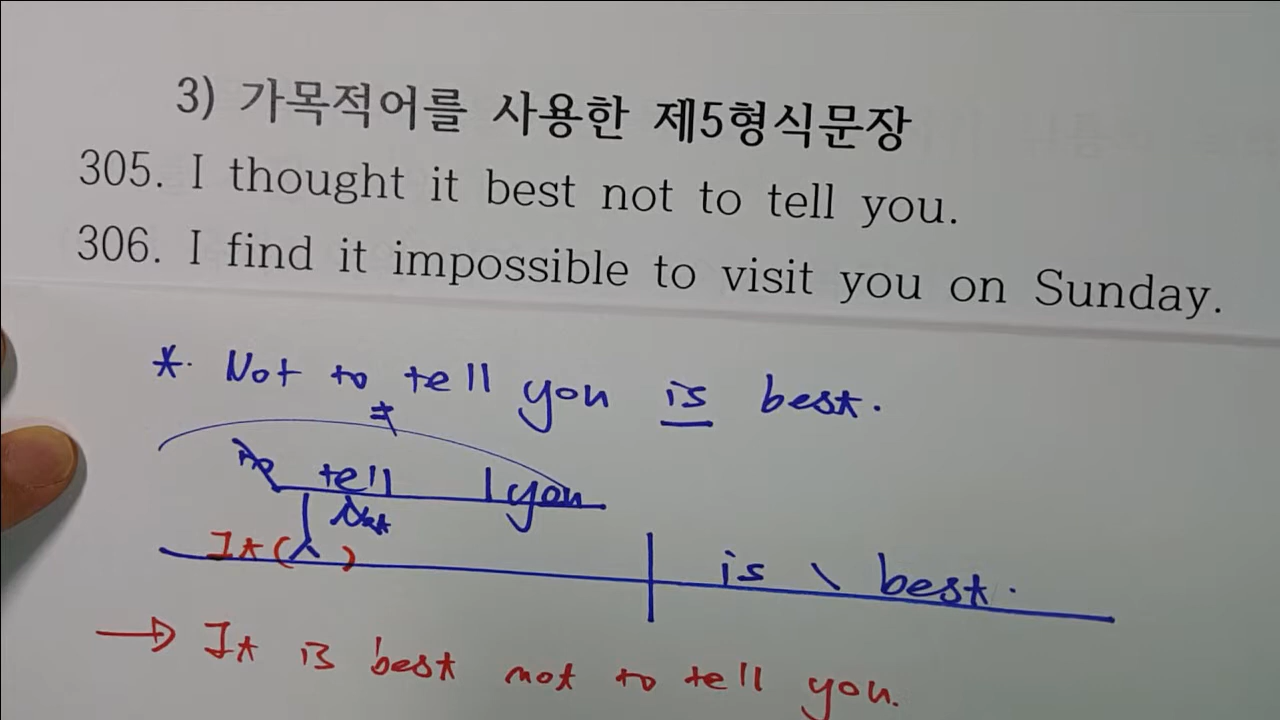 3) 가목적어를 사용한 제5형식문장
305. I thought it best not to tell you.
306. I find it impossible to visit you on Sunday.
*. Not to tell you is best.
to tell | you
Not
It ( ) | is \ best.
→ It is best not to tell you.